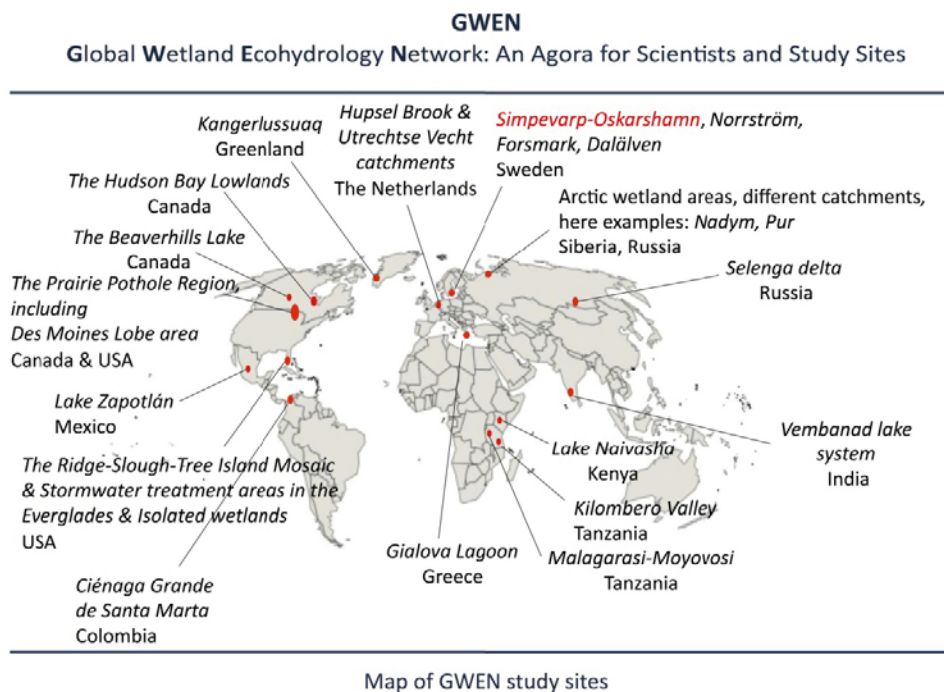 GWEN
Global Wetland Ecohydrology Network: An Agora for Scientists and Study Sites
Kangerlussuaq
Greenland
Hupsel Brook &
Utrechtse Vecht
catchments
The Netherlands
Simpevarp-Oskarshamn, Norrström,
Forsmark, Dalälven
Sweden
The Hudson Bay Lowlands
Canada
Arctic wetland areas, different catchments,
here examples: Nadym, Pur
Siberia, Russia
The Beaverhills Lake
Canada
Selenga delta
Russia
The Prairie Pothole Region,
including
Des Moines Lobe area
Canada & USA
Lake Zapotlán
Mexico
Vembanad lake
system
India
Lake Naivasha
Kenya
The Ridge-Slough-Tree Island Mosaic
& Stormwater treatment areas in the
Everglades & Isolated wetlands
USA
Kilombero Valley
Tanzania
Gialova Lagoon
Greece
Malagarasi-Moyovosi
Tanzania
Ciénaga Grande
de Santa Marta
Colombia
Map of GWEN study sites